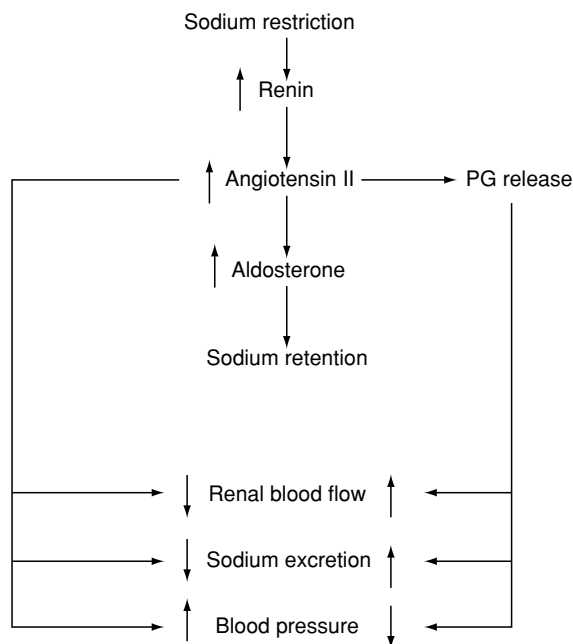 Sodium restriction
Renin
Angiotensin II
PG release
Aldosterone
Sodium retention
Renal blood flow
Sodium excretion
Blood pressure